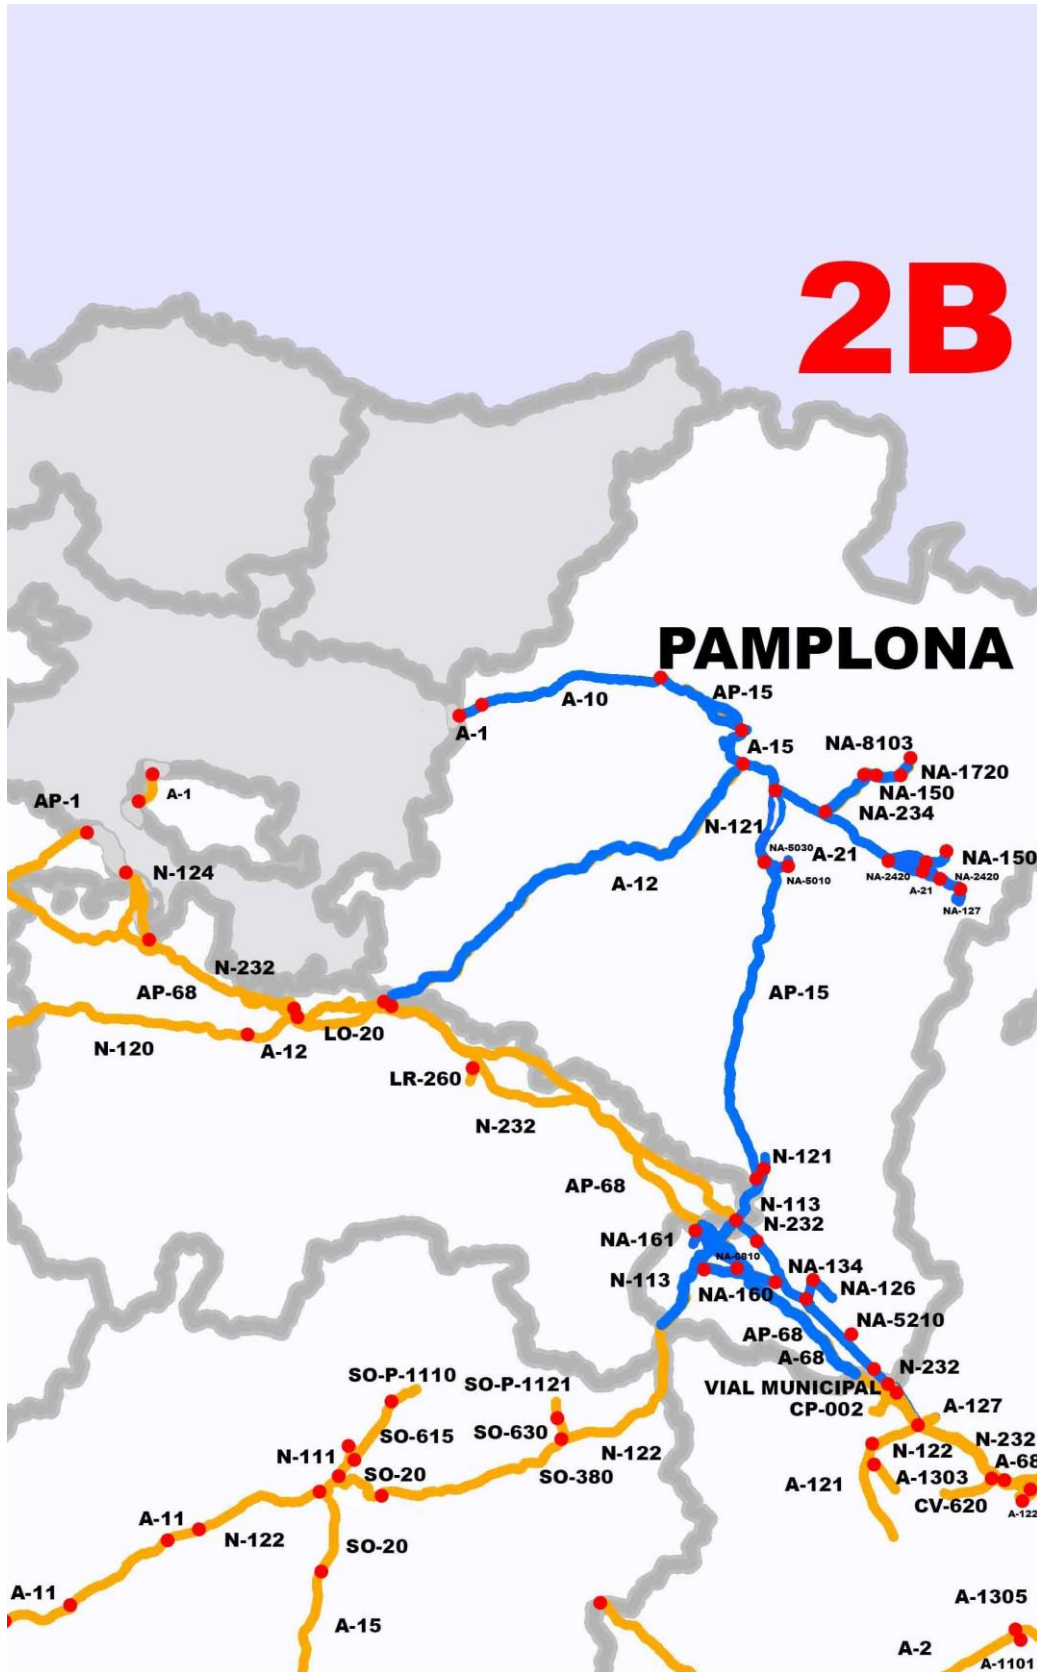 2B
PAMPLONA
AP-15
A-10
A-1
A-15
NA-8103
NA-1720
NA-150
NA-234
AP-1
A-1
N-121
NA-5030
A-21
NA-150
N-124
A-12
NA-5010
NA-2420
NA-2420
A-21
NA-127
N-232
AP-68
AP-15
LO-20
N-120
A-12
LR-260
N-232
N-121
AP-68
N-113
N-232
NA-161
NA-6810
NA-134
N-113
NA-160
NA-126
NA-5210
AP-68
A-68
N-232
SO-P-1110
SO-P-1121
VIAL MUNICIPAL
CP-002
A-127
SO-615
SO-630
N-111
N-122
N-122
N-232
SO-20
SO-380
A-68
A-121
A-1303
CV-620
A-122
A-11
N-122
SO-20
A-11
A-15
A-1305
A-2
A-1101